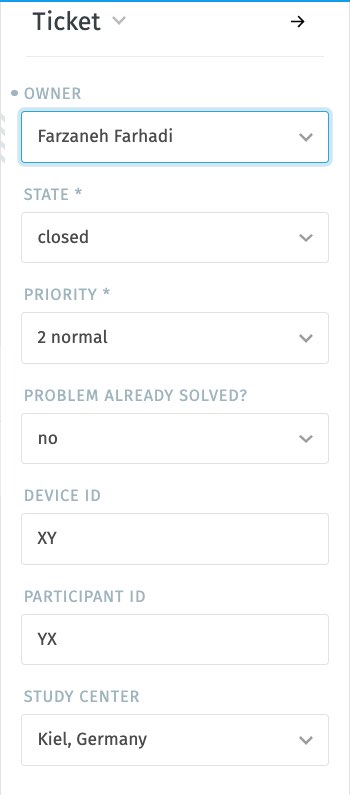 Ticket
OWNER
Farzaneh Farhadi
STATE *
closed
PRIORITY *
2 normal
PROBLEM ALREADY SOLVED?
no
DEVICE ID
XY
PARTICIPANT ID
YX
STUDY CENTER
Kiel, Germany